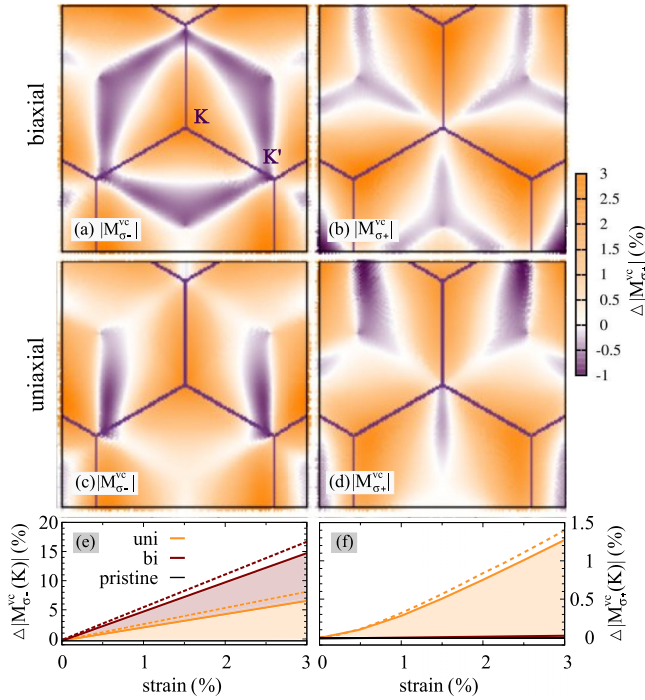 biaxial
K
K'
(a) |M^vc_σ-|
(b) |M^vc_σ+|
uniaxial
(c) |M^vc_σ-|
(d) |M^vc_σ+|
3
2.5
2
1.5
1
0.5
0
-0.5
-1
Δ |M^vc_σ±| (%)
(e)
uni
bi
pristine
20
15
10
5
0
Δ |M^vc_σ-(K)| (%)
0 1 2 3
strain (%)
(f)
1.5
1
0.5
0
Δ |M^vc_σ+(K)| (%)
0 1 2 3
strain (%)